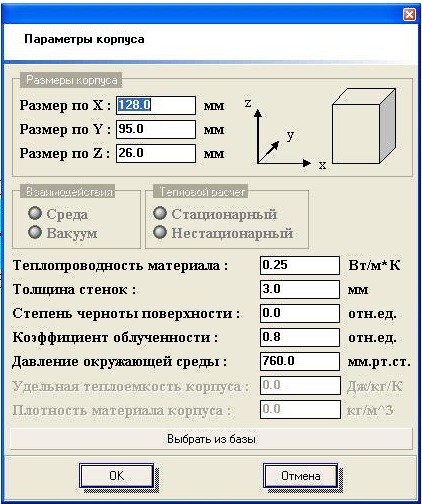 Параметры корпуса
Размеры корпуса
Размер по X : 128.0 мм
Размер по Y : 95.0 мм
Размер по Z : 26.0 мм
z
y
x
Взаимодействия Тепловой расчет
Среда Стационарный
Вакуум Нестационарный
Теплопроводность материала : 0.25 Вт/м*К
Толщина стенок : 3.0 мм
Степень черноты поверхности : 0.0 отн.ед.
Коэффициент облученности : 0.8 отн.ед.
Давление окружающей среды : 760.0 мм.рт.ст.
Удельная теплоемкость корпуса : 0.0 Дж/кг/К
Плотность материала корпуса : 0.0 кг/м^3
Выбрать из базы
OK Отмена